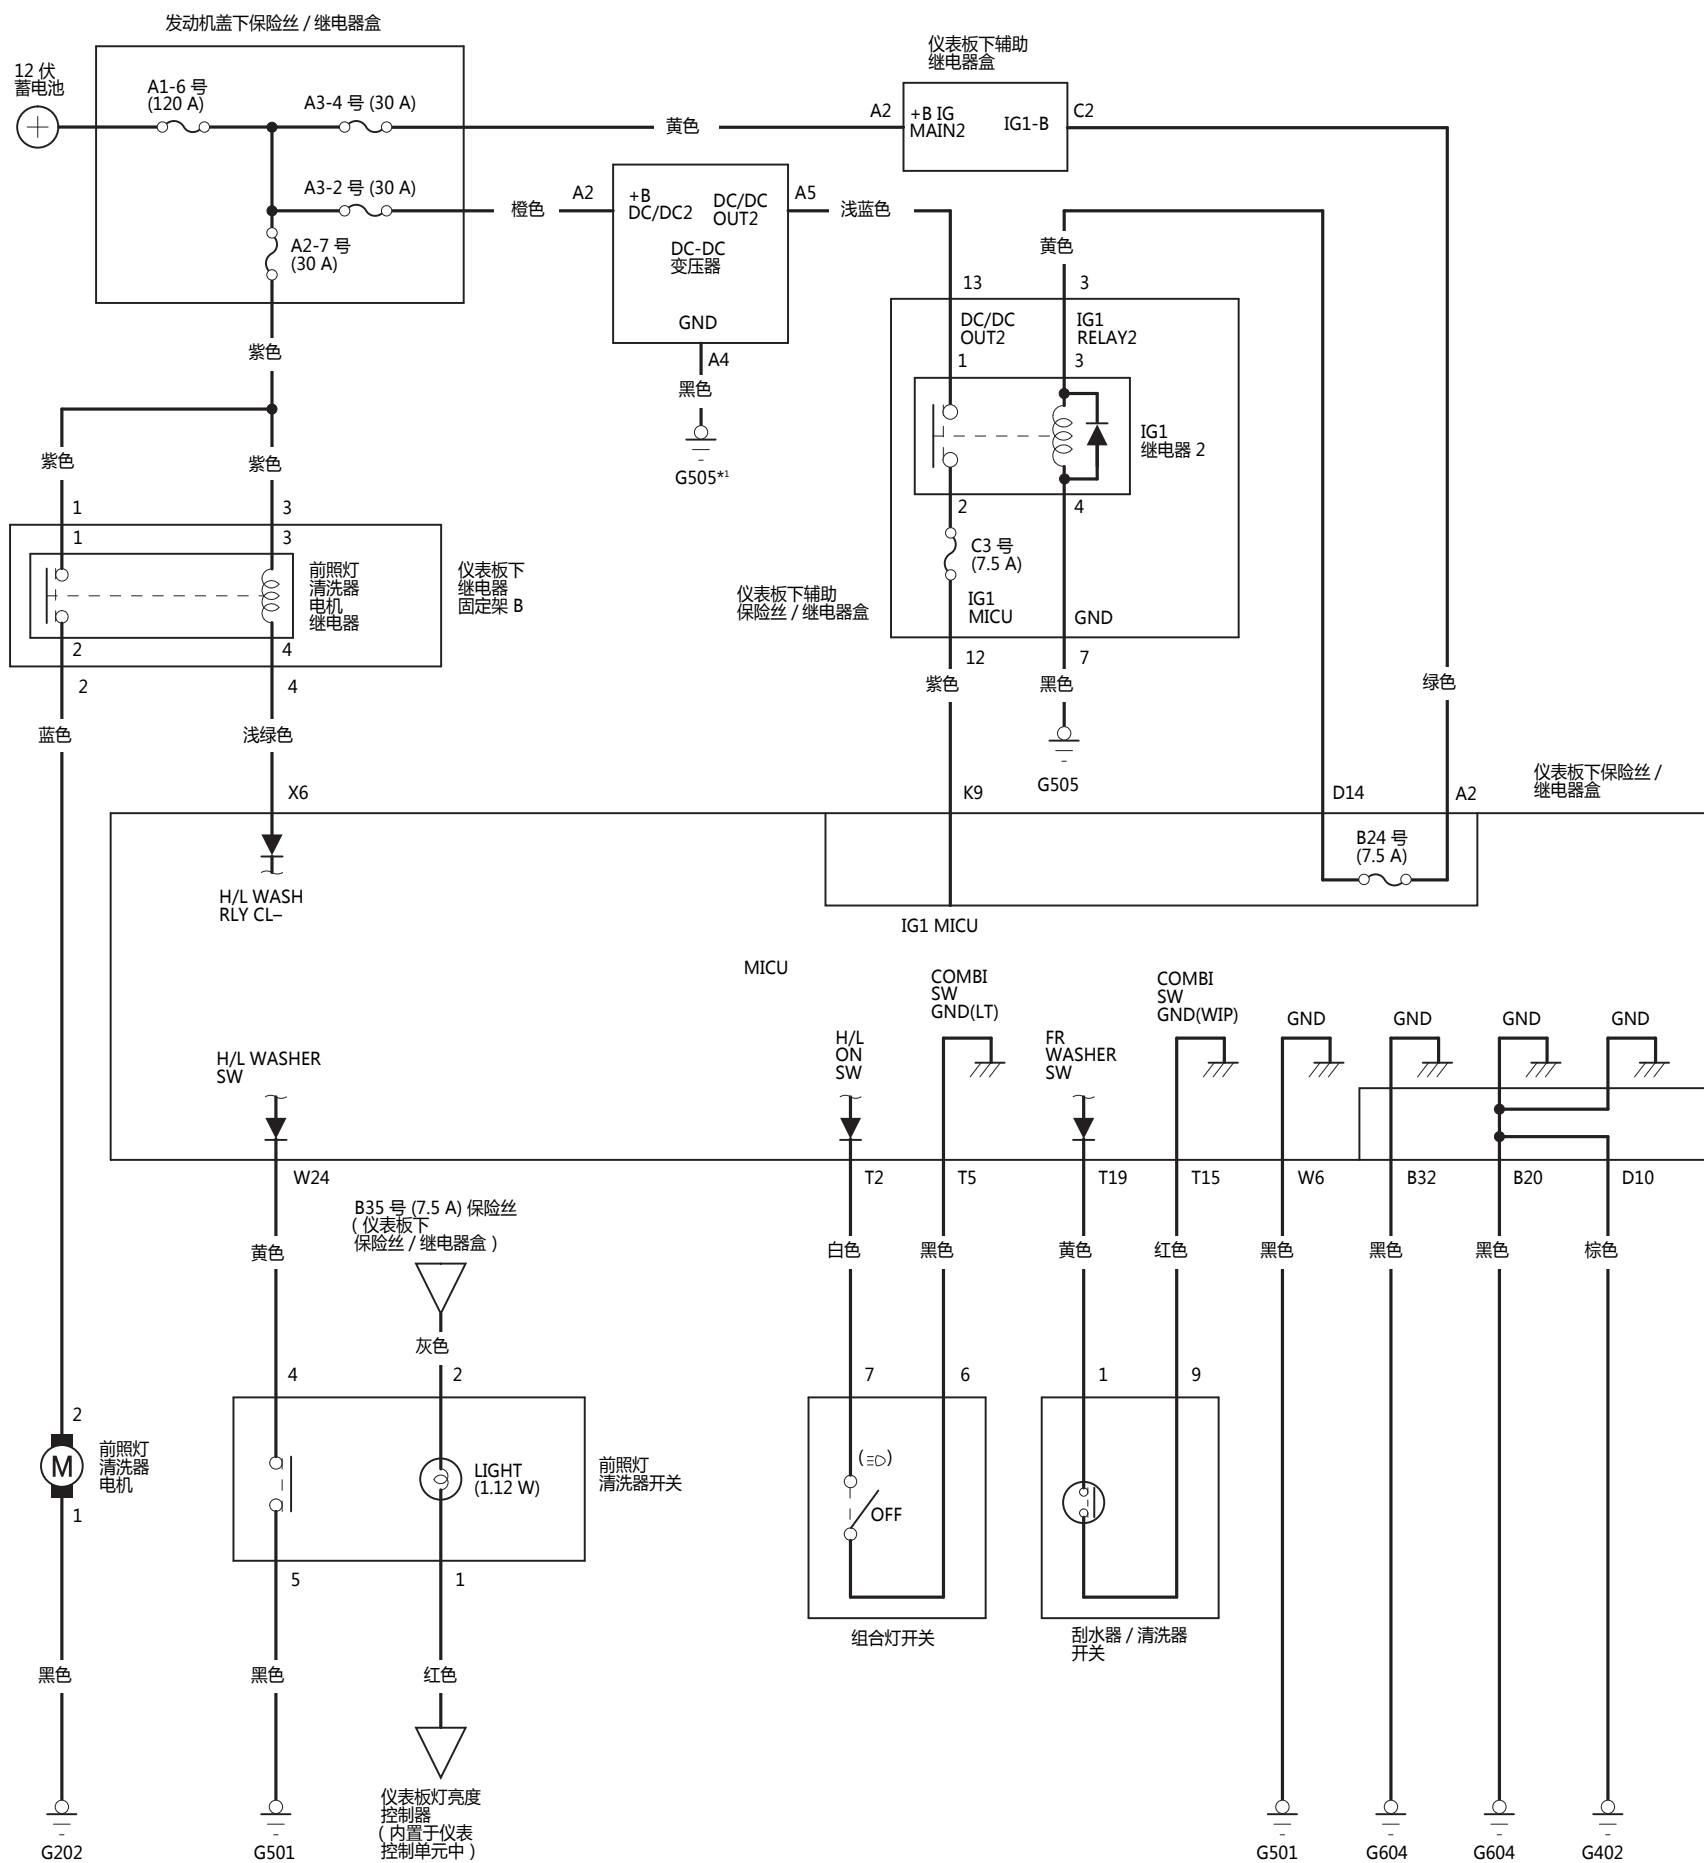 发动机盖下保险丝 / 继电器盒
12 伏
蓄电池
A1-6 号
(120 A)
A3-4 号 (30 A)
黄色
仪表板下辅助
继电器盒
A2
+B IG
MAIN2
IG1-B
C2
A3-2 号 (30 A)
橙色
A2
+B
DC/DC2
DC/DC
OUT2
A5
浅蓝色
DC-DC
变压器
GND
A4
黑色
G505*1
A2-7 号
(30 A)
紫色
黄色
13
3
DC/DC
OUT2
IG1
RELAY2
1
3
IG1
继电器 2
2
4
C3 号
(7.5 A)
仪表板下辅助
保险丝 / 继电器盒
IG1
MICU
GND
12
7
紫色
黑色
G505
绿色
紫色
紫色
1
3
1
3
前照灯
清洗器
电机
继电器
仪表板下
继电器
固定架 B
2
4
2
4
蓝色
浅绿色
X6
K9
D14
A2
仪表板下保险丝 /
继电器盒
B24 号
(7.5 A)
H/L WASH
RLY CL–
IG1 MICU
MICU
H/L WASHER
SW
H/L
ON
SW
COMBI
SW
GND(LT)
FR
WASHER
SW
COMBI
SW
GND(WIP)
GND
GND
GND
GND
W24
T2
T5
T19
T15
W6
B32
B20
D10
B35 号 (7.5 A) 保险丝
( 仪表板下
保险丝 / 继电器盒 )
黄色
白色
黑色
黄色
红色
黑色
黑色
黑色
棕色
灰色
4
2
7
6
1
9
2
M
前照灯
清洗器
电机
1
LIGHT
(1.12 W)
前照灯
清洗器开关
OFF
5
1
组合灯开关
刮水器 / 清洗器
开关
黑色
黑色
红色
仪表板灯亮度
控制器
( 内置于仪表
控制单元中 )
G202
G501
G501
G604
G604
G402